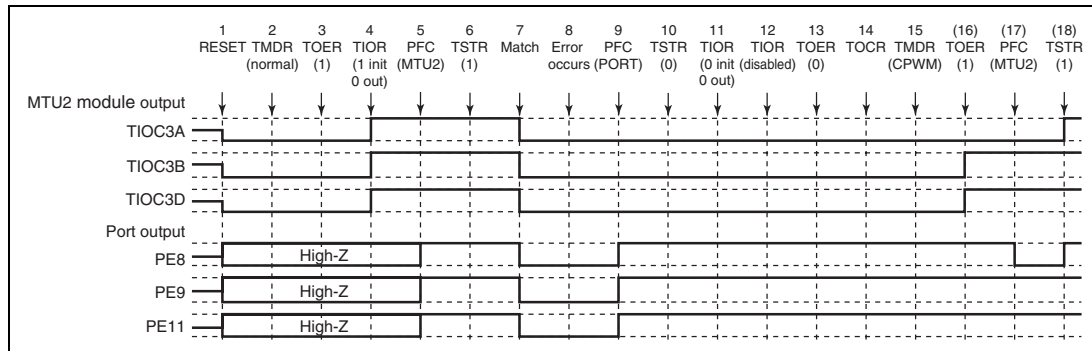 1 2 3 4 5 6 7 8 9 10 11 12 13 14 15 (16) (17) (18)
RESET TMDR TOER TIOR PFC TSTR Match Error PFC TSTR TIOR TIOR TOER TOCR TMDR TOER PFC TSTR
(normal) (1) (1 init (MTU2) (1) occurs (PORT) (0) (0 init (disabled) (0) (CPWM) (1) (MTU2) (1)
0 out) 0 out)
MTU2 module output
TIOC3A
TIOC3B
TIOC3D
Port output
PE8 High-Z
PE9 High-Z
PE11 High-Z